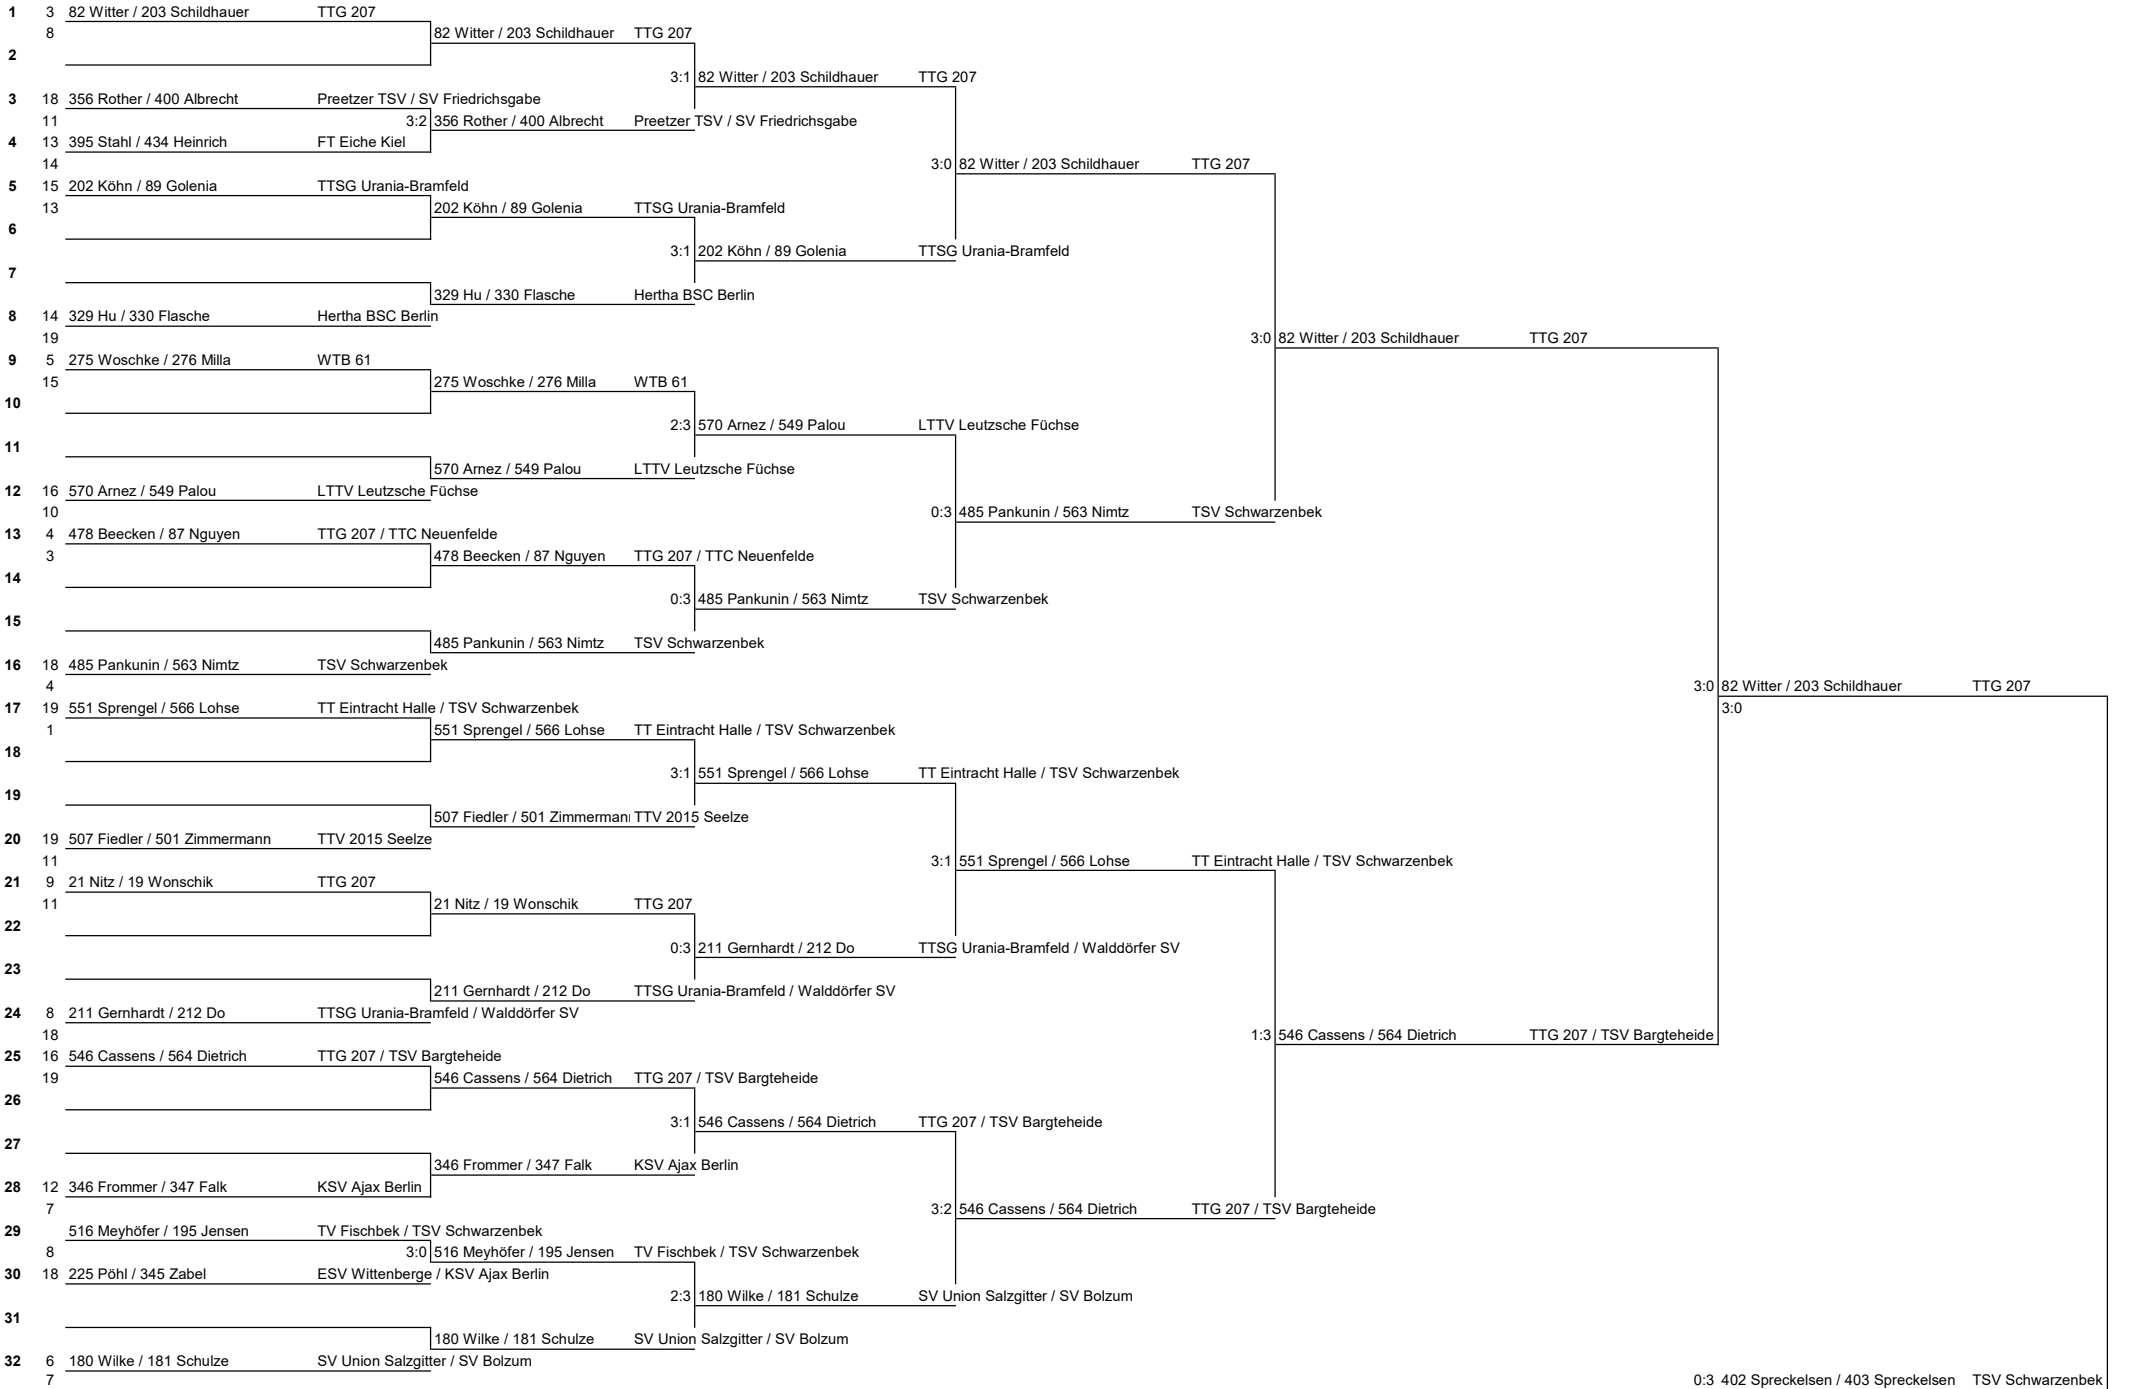 1 3 82 Witter / 203 Schildhauer TTG 207
8 82 Witter / 203 Schildhauer TTG 207
2
3:1 82 Witter / 203 Schildhauer TTG 207
3 18 356 Rother / 400 Albrecht Preetzer TSV / SV Friedrichsgabe
11 3:2 356 Rother / 400 Albrecht Preetzer TSV / SV Friedrichsgabe
4 13 395 Stahl / 434 Heinrich FT Eiche Kiel
14 3:0 82 Witter / 203 Schildhauer TTG 207
5 15 202 Köhn / 89 Golenia TTSG Urania-Bramfeld
13 202 Köhn / 89 Golenia TTSG Urania-Bramfeld
6
3:1 202 Köhn / 89 Golenia TTSG Urania-Bramfeld
7
329 Hu / 330 Flasche Hertha BSC Berlin
8 14 329 Hu / 330 Flasche Hertha BSC Berlin
19 3:0 82 Witter / 203 Schildhauer TTG 207
9 5 275 Woschke / 276 Milla WTB 61
15 275 Woschke / 276 Milla WTB 61
10
2:3 570 Arnez / 549 Palou LTTV Leutzsche Füchse
11
570 Arnez / 549 Palou LTTV Leutzsche Füchse
12 16 570 Arnez / 549 Palou LTTV Leutzsche Füchse
10 0:3 485 Pankunin / 563 Nimtz TSV Schwarzenbek
13 4 478 Beecken / 87 Nguyen TTG 207 / TTC Neuenfelde
3 478 Beecken / 87 Nguyen TTG 207 / TTC Neuenfelde
14
0:3 485 Pankunin / 563 Nimtz TSV Schwarzenbek
15
485 Pankunin / 563 Nimtz TSV Schwarzenbek
16 18 485 Pankunin / 563 Nimtz TSV Schwarzenbek
4 3:0 82 Witter / 203 Schildhauer TTG 207
17 19 551 Sprengel / 566 Lohse TT Eintracht Halle / TSV Schwarzenbek 3:0
1 551 Sprengel / 566 Lohse TT Eintracht Halle / TSV Schwarzenbek
18
3:1 551 Sprengel / 566 Lohse TT Eintracht Halle / TSV Schwarzenbek
19
507 Fiedler / 501 Zimmermann TTV 2015 Seelze
20 19 507 Fiedler / 501 Zimmermann TTV 2015 Seelze
11 3:1 551 Sprengel / 566 Lohse TT Eintracht Halle / TSV Schwarzenbek
21 9 21 Nitz / 19 Wonschik TTG 207
11 21 Nitz / 19 Wonschik TTG 207
22
0:3 211 Gernhardt / 212 Do TTSG Urania-Bramfeld / Walddörfer SV
23
211 Gernhardt / 212 Do TTSG Urania-Bramfeld / Walddörfer SV
24 8 211 Gernhardt / 212 Do TTSG Urania-Bramfeld / Walddörfer SV
18 1:3 546 Cassens / 564 Dietrich TTG 207 / TSV Bargteheide
25 16 546 Cassens / 564 Dietrich TTG 207 / TSV Bargteheide
19 546 Cassens / 564 Dietrich TTG 207 / TSV Bargteheide
26
3:1 546 Cassens / 564 Dietrich TTG 207 / TSV Bargteheide
27
346 Frommer / 347 Falk KSV Ajax Berlin
28 12 346 Frommer / 347 Falk KSV Ajax Berlin
7 3:2 546 Cassens / 564 Dietrich TTG 207 / TSV Bargteheide
29 516 Meyhöfer / 195 Jensen TV Fischbek / TSV Schwarzenbek
8 3:0 516 Meyhöfer / 195 Jensen TV Fischbek / TSV Schwarzenbek
30 18 225 Pöhl / 345 Zabel ESV Wittenberge / KSV Ajax Berlin
2:3 180 Wilke / 181 Schulze SV Union Salzgitter / SV Bolzum
31
180 Wilke / 181 Schulze SV Union Salzgitter / SV Bolzum
32 6 180 Wilke / 181 Schulze SV Union Salzgitter / SV Bolzum
7 0:3 402 Spreckelsen / 403 Spreckelsen TSV Schwarzenbek